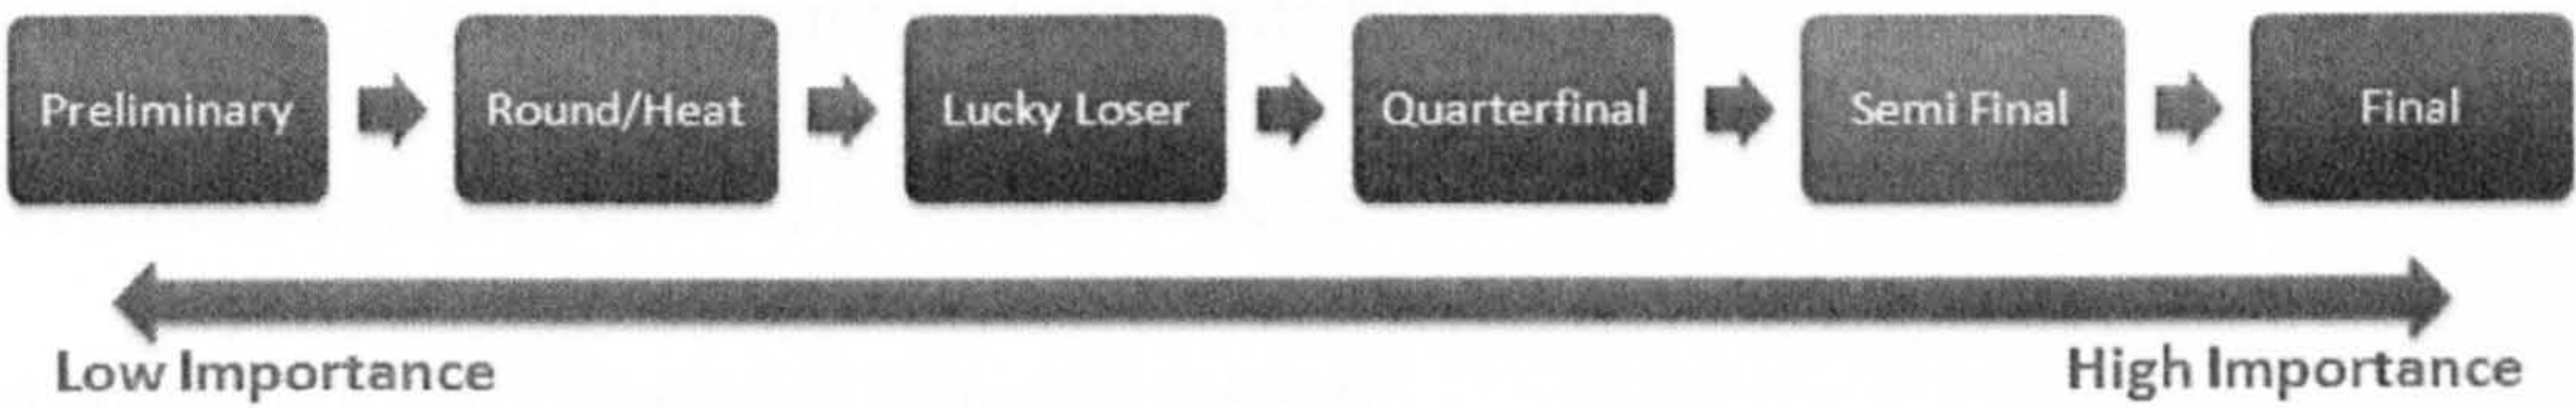 Preliminary
Round/Heat
Lucky Loser
Quarterfinal
Semi Final
Final
Low Importance
High Importance